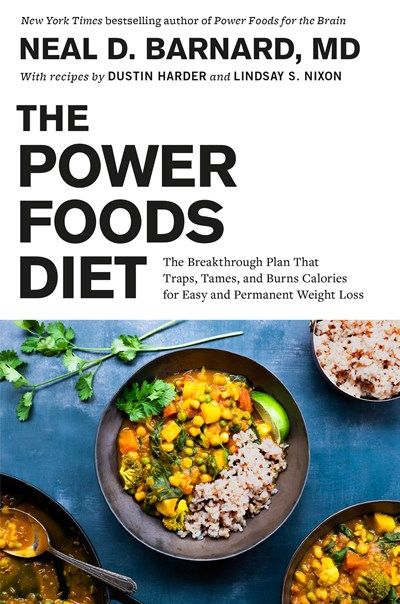 New York Times bestselling author of Power Foods for the Brain
NEAL D. BARNARD, MD
With recipes by DUSTIN HARDER and LINDSAY S. NIXON
THE
POWER
FOODS
DIET
The Breakthrough Plan That
Traps, Tames, and Burns Calories
for Easy and Permanent Weight Loss